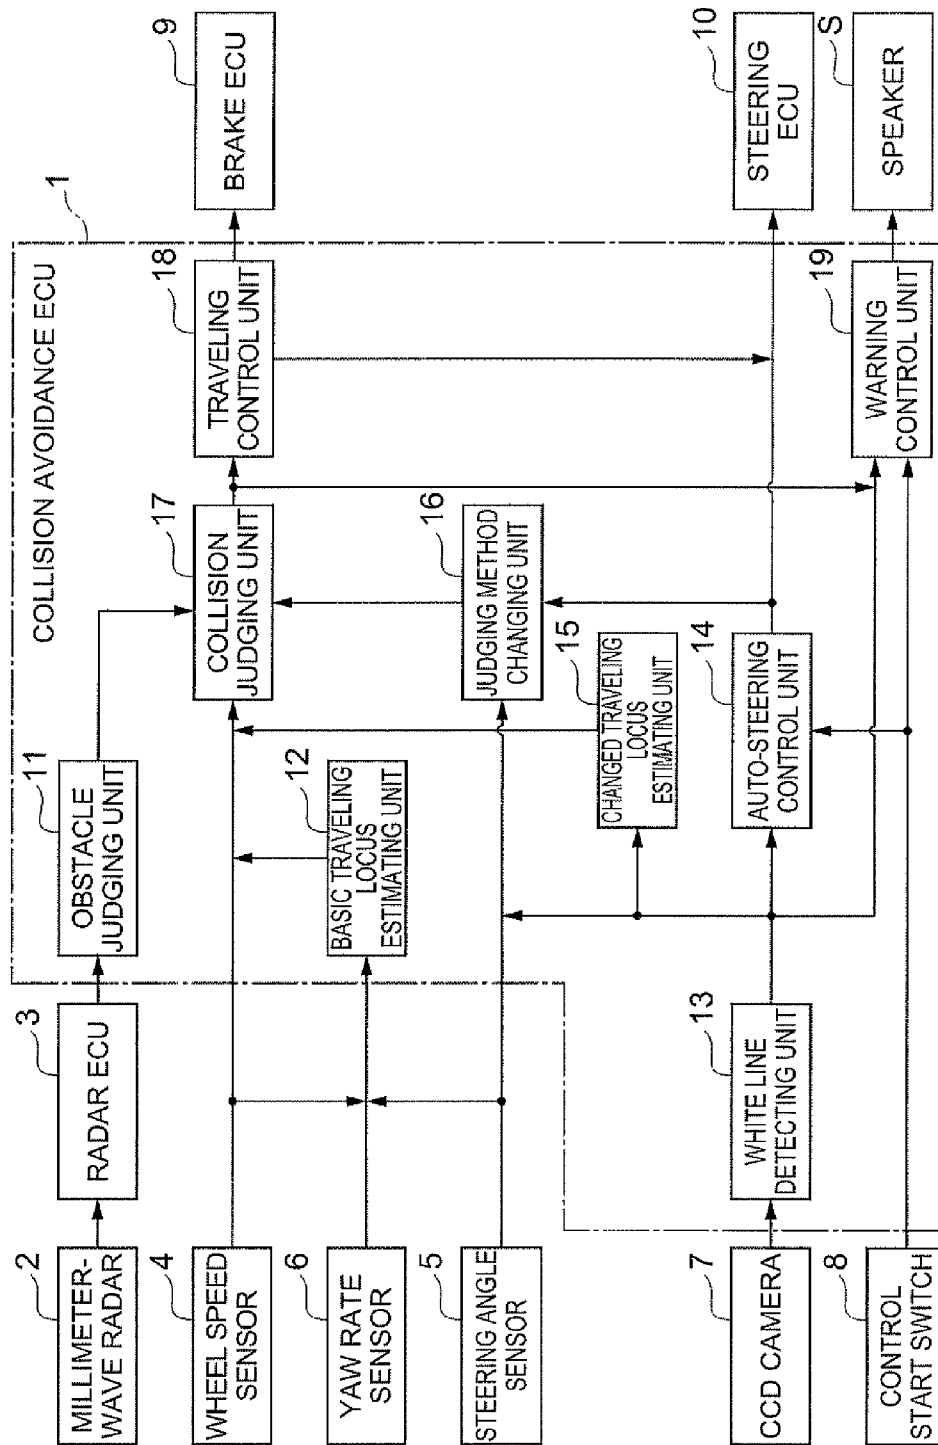 1
COLLISION AVOIDANCE ECU
2
MILLIMETER-
WAVE RADAR
3
RADAR ECU
11
OBSTACLE
JUDGING UNIT
4
WHEEL SPEED
SENSOR
17
COLLISION
JUDGING UNIT
18
TRAVELING
CONTROL UNIT
9
BRAKE ECU
6
YAW RATE
SENSOR
12
BASIC TRAVELING
LOCUS
ESTIMATING UNIT
5
STEERING ANGLE
SENSOR
16
JUDGING METHOD
CHANGING UNIT
15
CHANGED TRAVELING
LOCUS
ESTIMATING UNIT
7
CCD CAMERA
13
WHITE LINE
DETECTING UNIT
14
AUTO-STEERING
CONTROL UNIT
10
STEERING
ECU
8
CONTROL
START SWITCH
19
WARNING
CONTROL UNIT
S
SPEAKER